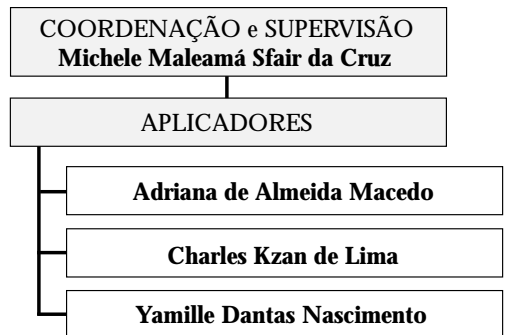 COORDENAÇÃO e SUPERVISÃO
Michele Maleamá Sfair da Cruz
APLICADORES
Adriana de Almeida Macedo
Charles Kzan de Lima
Yamille Dantas Nascimento